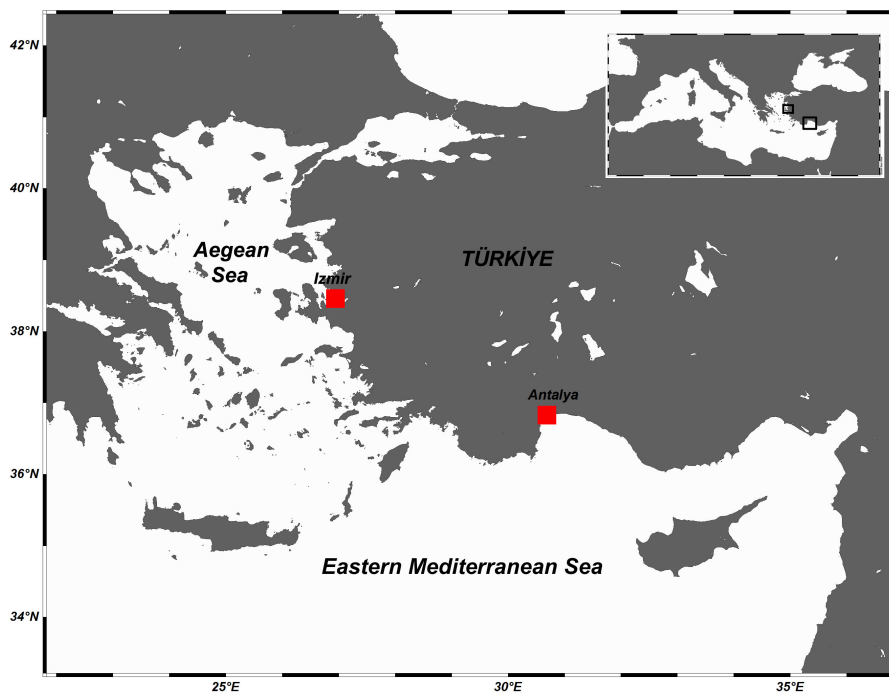 42°N
40°N
Aegean
Sea
TÜRKİYE
Izmir
38°N
Antalya
36°N
Eastern Mediterranean Sea
34°N
25°E
30°E
35°E